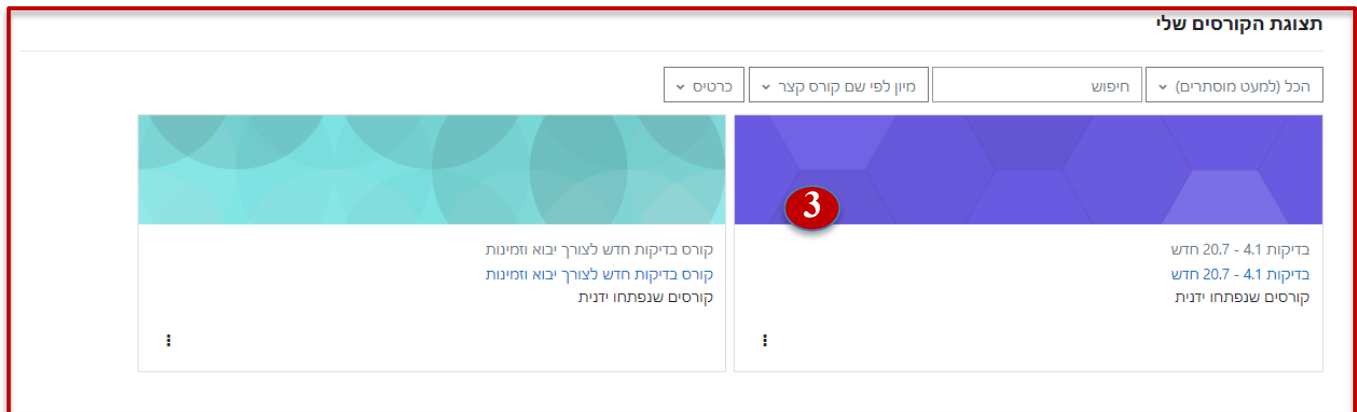 תצוגת הקורסים שלי
הכל (למעט מוסתרים) חיפוש מיון לפי שם קורס קצר כרטיס
3
בדיקות 4.1 - 20.7 חדש
בדיקות 4.1 - 20.7 חדש
קורסים שנפתחו ידנית
קורס בדיקות חדש לצורך יבוא וזמינות
קורס בדיקות חדש לצורך יבוא וזמינות
קורסים שנפתחו ידנית